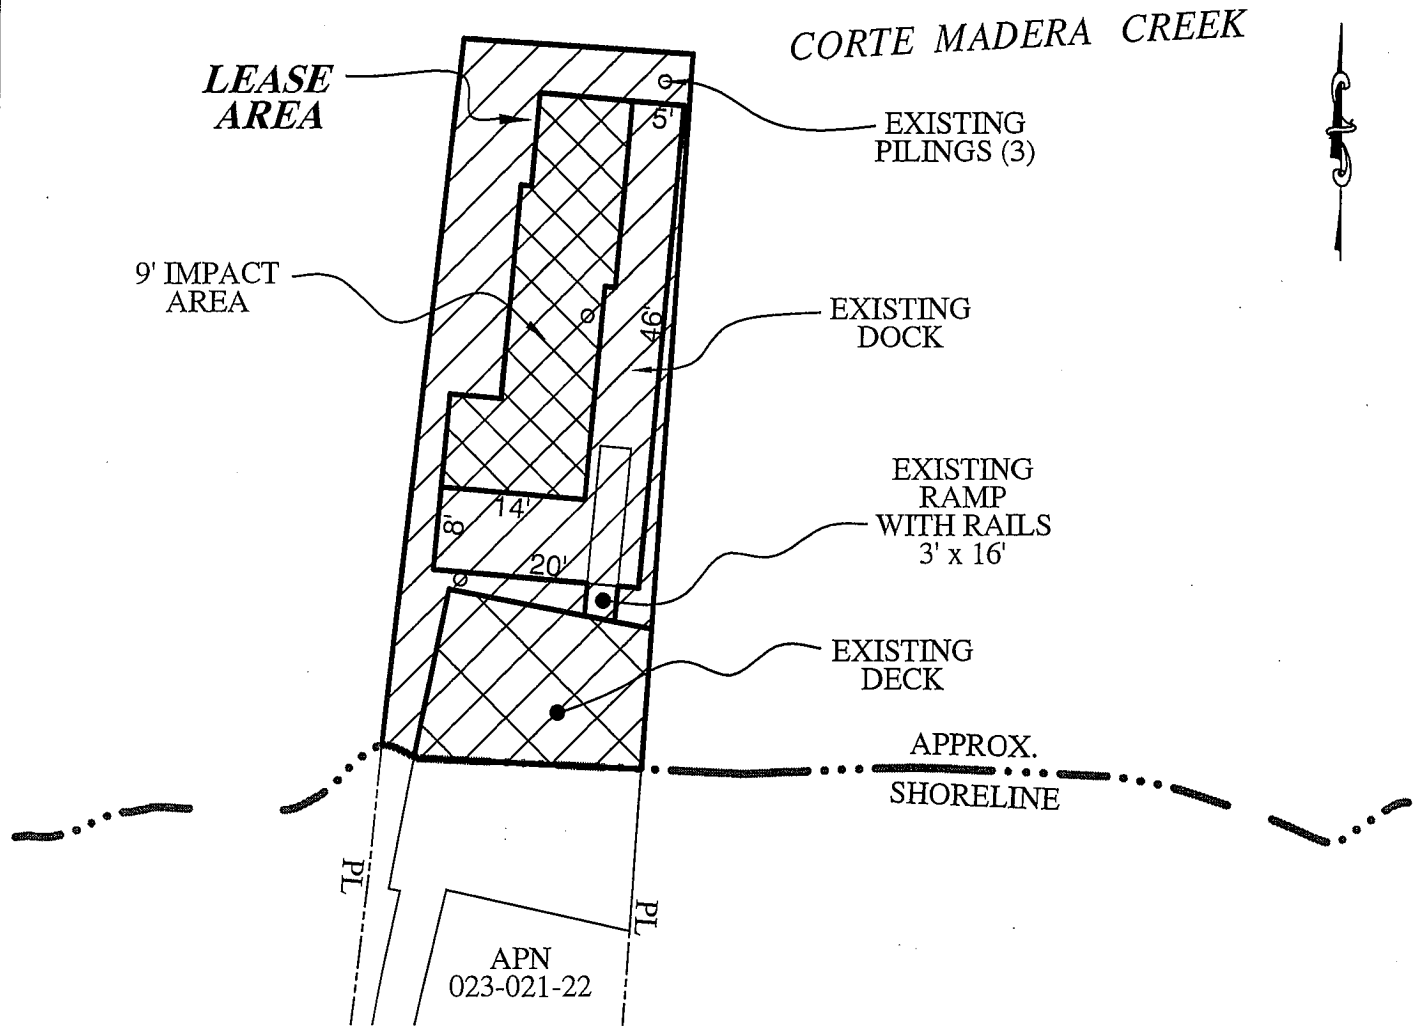 CORTE MADERA CREEK
LEASE
AREA
5'
EXISTING
PILINGS (3)
9' IMPACT
AREA
46'
EXISTING
DOCK
EXISTING
RAMP
WITH RAILS
3' x 16'
14'
8'
20'
EXISTING
DECK
APPROX.
SHORELINE
PL
PL
APN
023-021-22